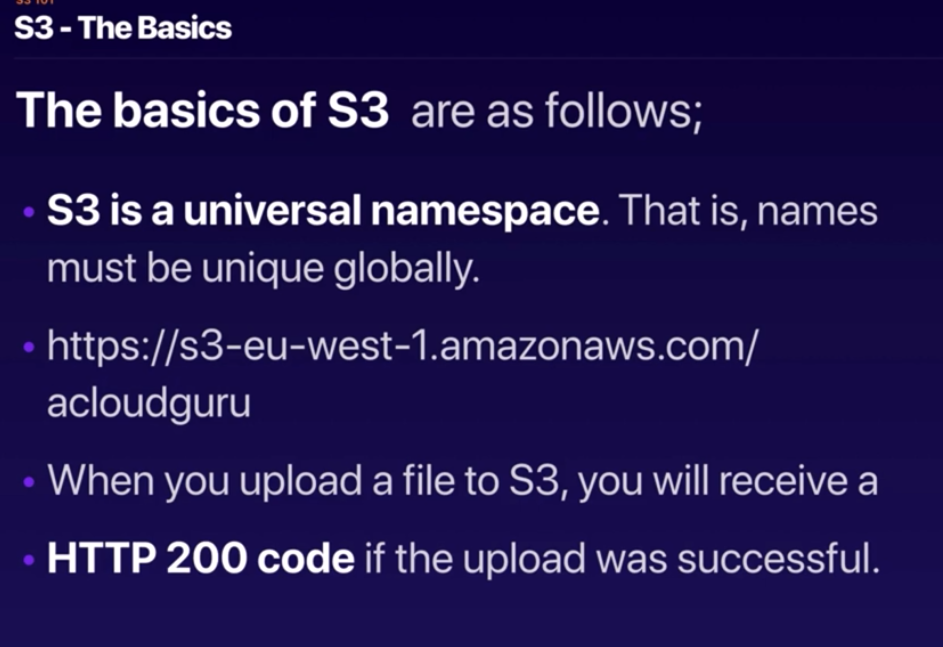 S3 - The Basics
The basics of S3 are as follows;
• S3 is a universal namespace. That is, names
must be unique globally.
• https://s3-eu-west-1.amazonaws.com/
acloudguru
• When you upload a file to S3, you will receive a
• HTTP 200 code if the upload was successful.